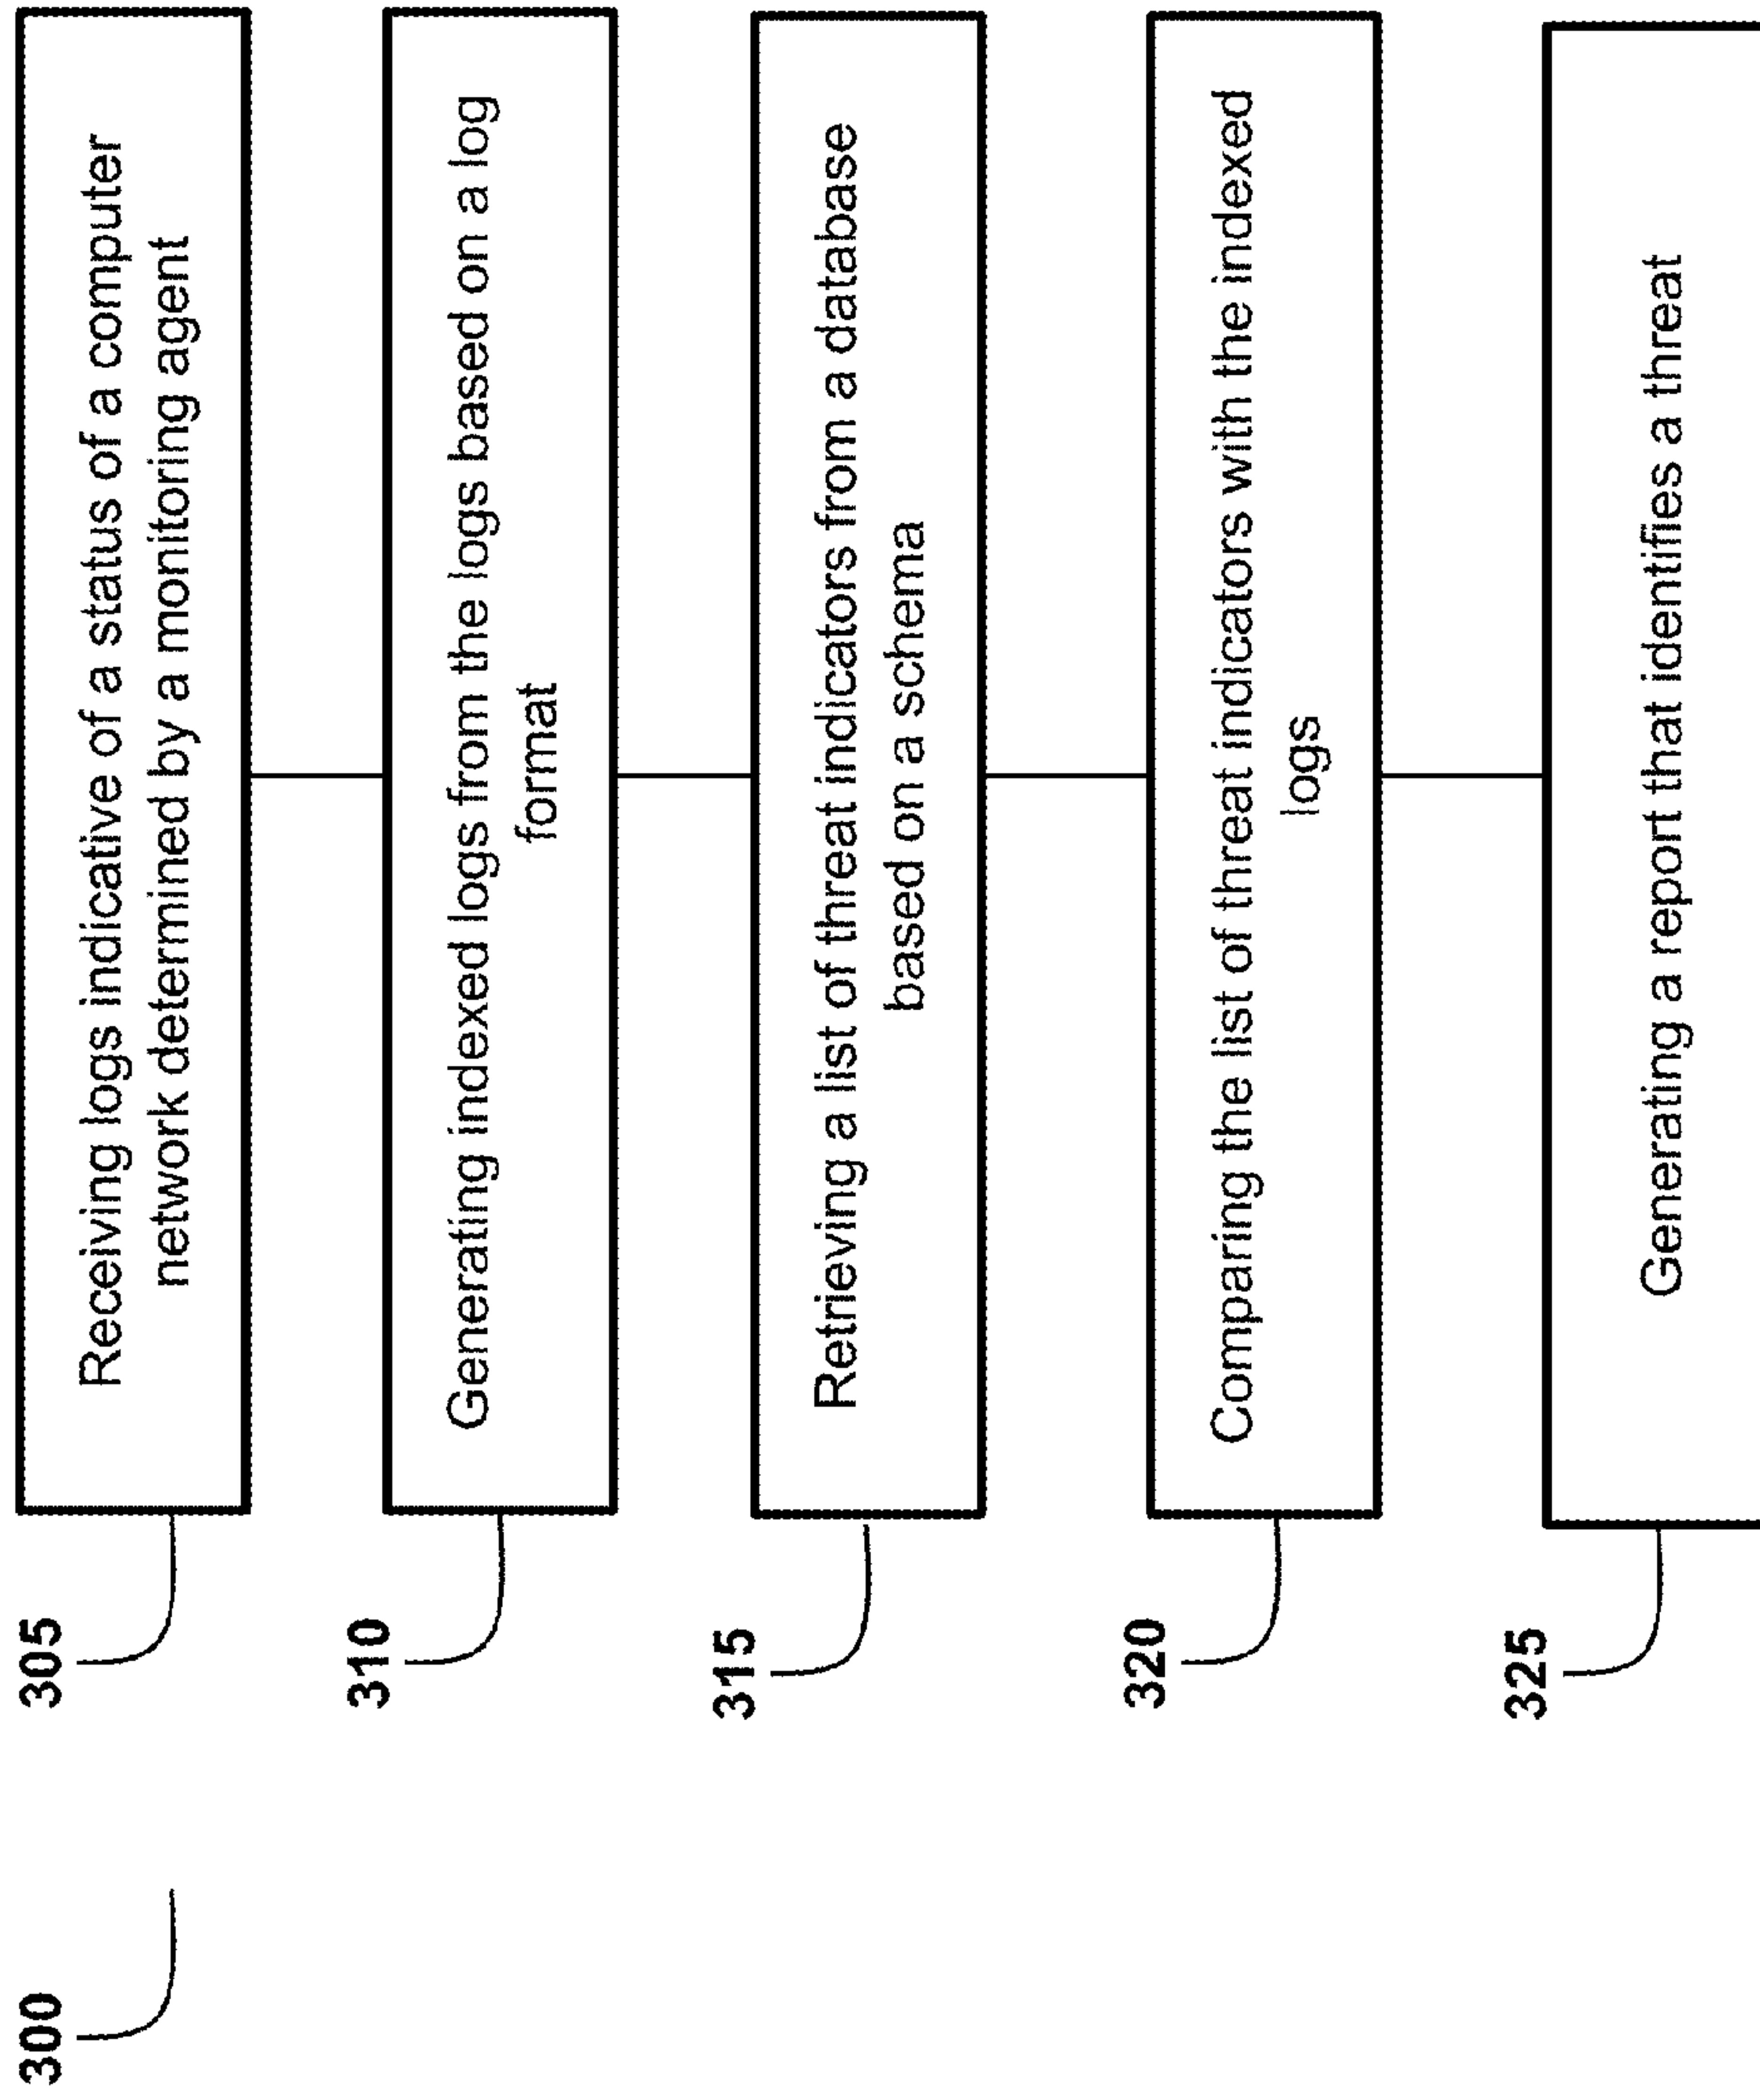 300
305
Receiving logs indicative of a status of a computer
network determined by a monitoring agent
310
Generating indexed logs from the logs based on a log
format
315
Retrieving a list of threat indicators from a database
based on a schema
320
Comparing the list of threat indicators with the indexed
logs
325
Generating a report that identifies a threat